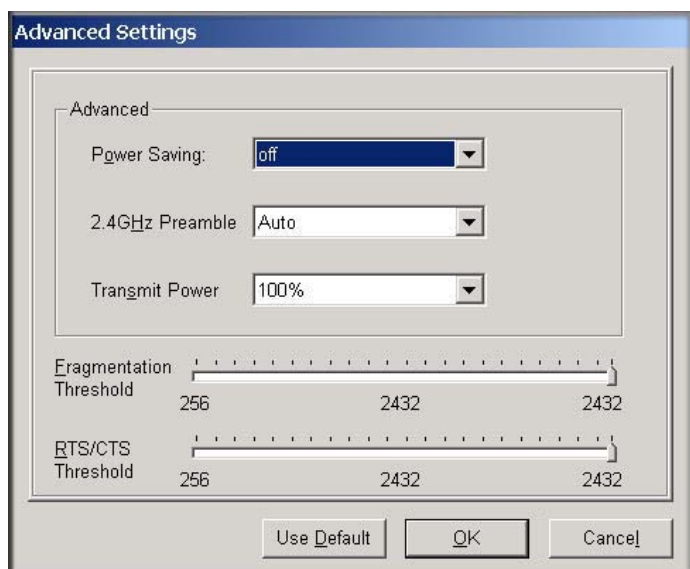 Advanced Settings
Advanced
Power Saving: off
2.4GHz Preamble Auto
Transmit Power 100%
Fragmentation
Threshold
256 2432 2432
RTS/CTS
Threshold
256 2432 2432
Use Default OK Cancel